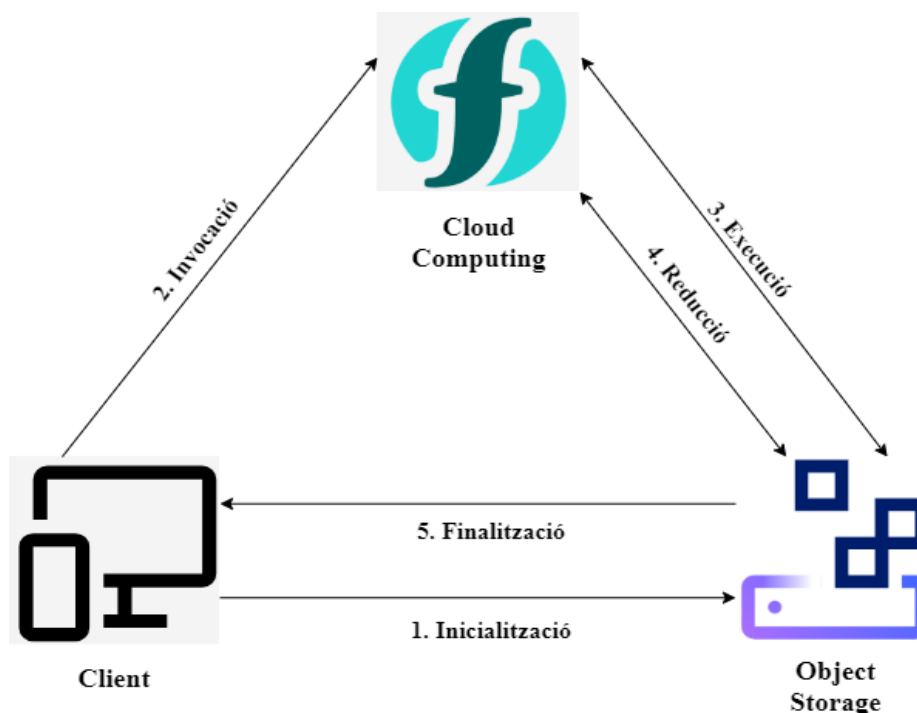 Cloud
Computing
2. Invocació
3. Execució
4. Reducció
5. Finalització
1. Inicialització
Client
Object
Storage